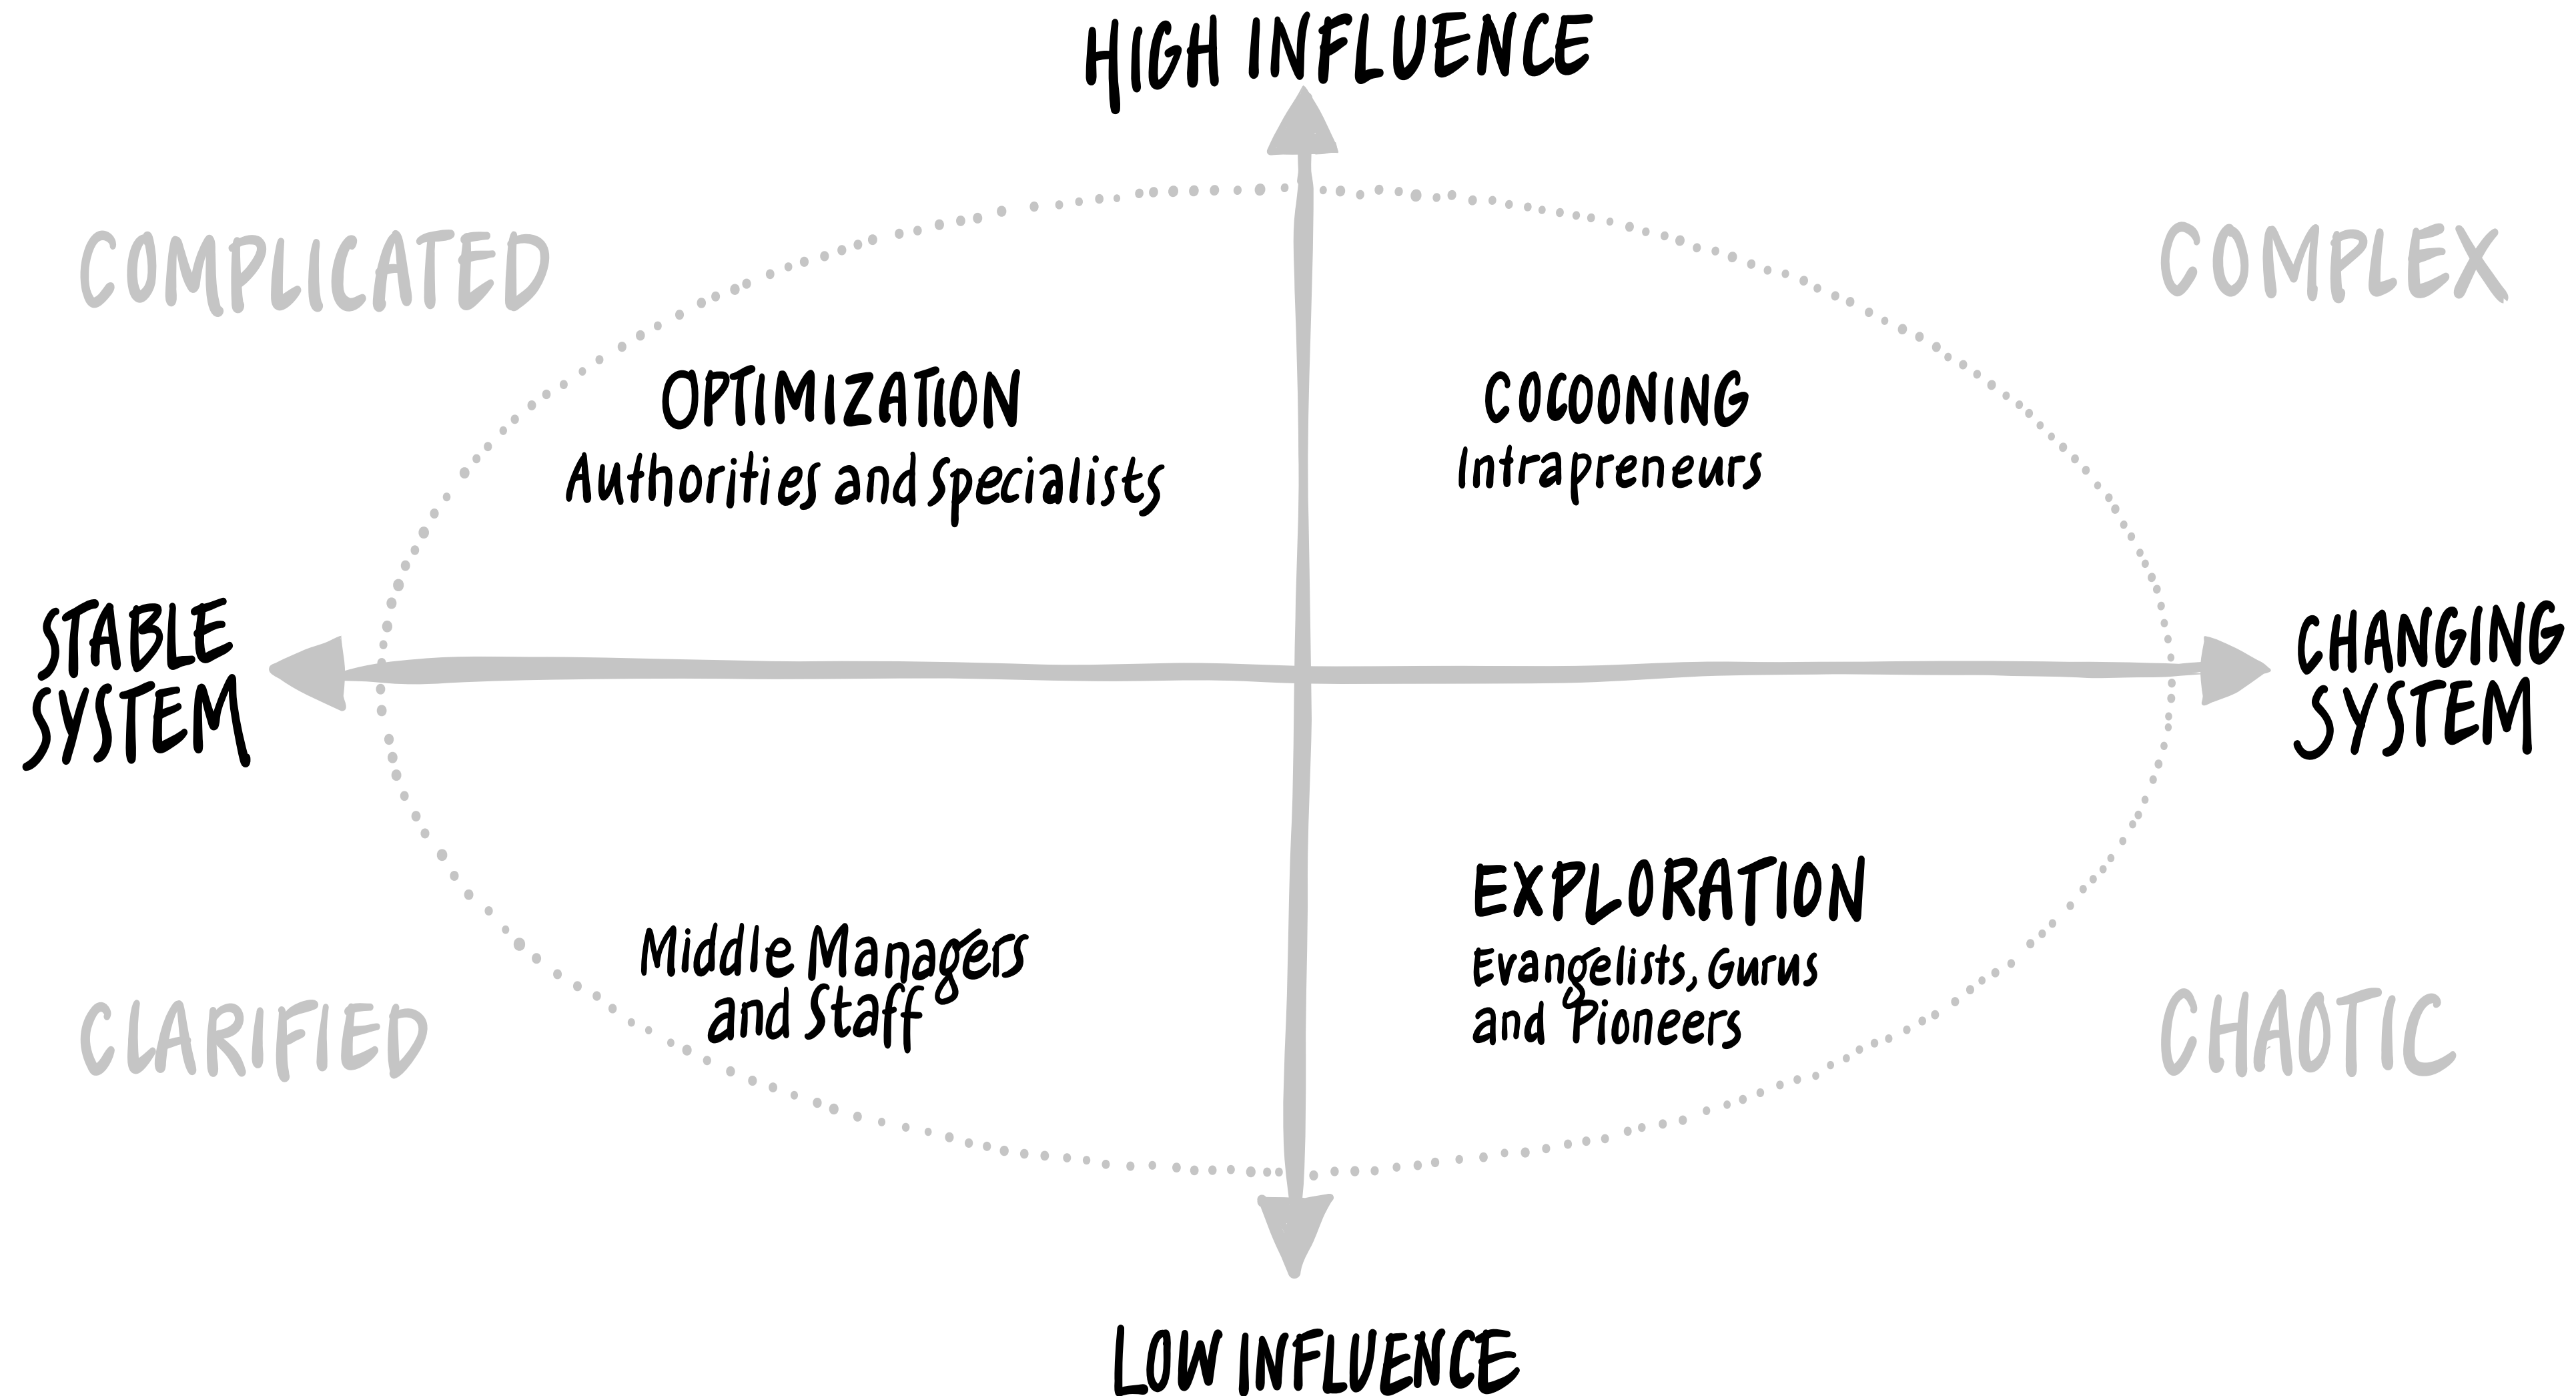 HIGH INFLUENCE
COMPLICATED
COMPLEX
OPTIMIZATION
Authorities and Specialists
COCOONING
Intrapreneurs
STABLE
SYSTEM
CHANGING
SYSTEM
Middle Managers
and Staff
EXPLORATION
Evangelists, Gurus
and Pioneers
CLARIFIED
CHAOTIC
LOW INFLUENCE